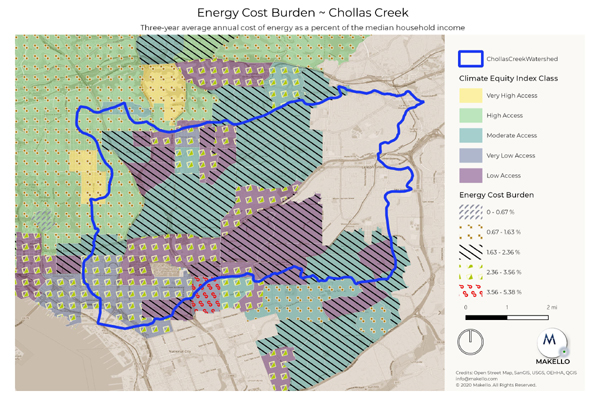 Energy Cost Burden ~ Chollas Creek
Three-year average annual cost of energy as a percent of the median household income
ChollasCreekWatershed
Climate Equity Index Class
Very High Access
High Access
Moderate Access
Very Low Access
Low Access
Energy Cost Burden
0 - 0.67 %
0.67 - 1.63 %
1.63 - 2.36 %
2.36 - 3.56 %
3.56 - 5.38 %
0 1 2 mi
M
MAKELLO
Credits: Open Street Map, SanGIS, USGS, OEHHA, QGIS
info@makello.com
© 2020 Makello. All Rights Reserved.